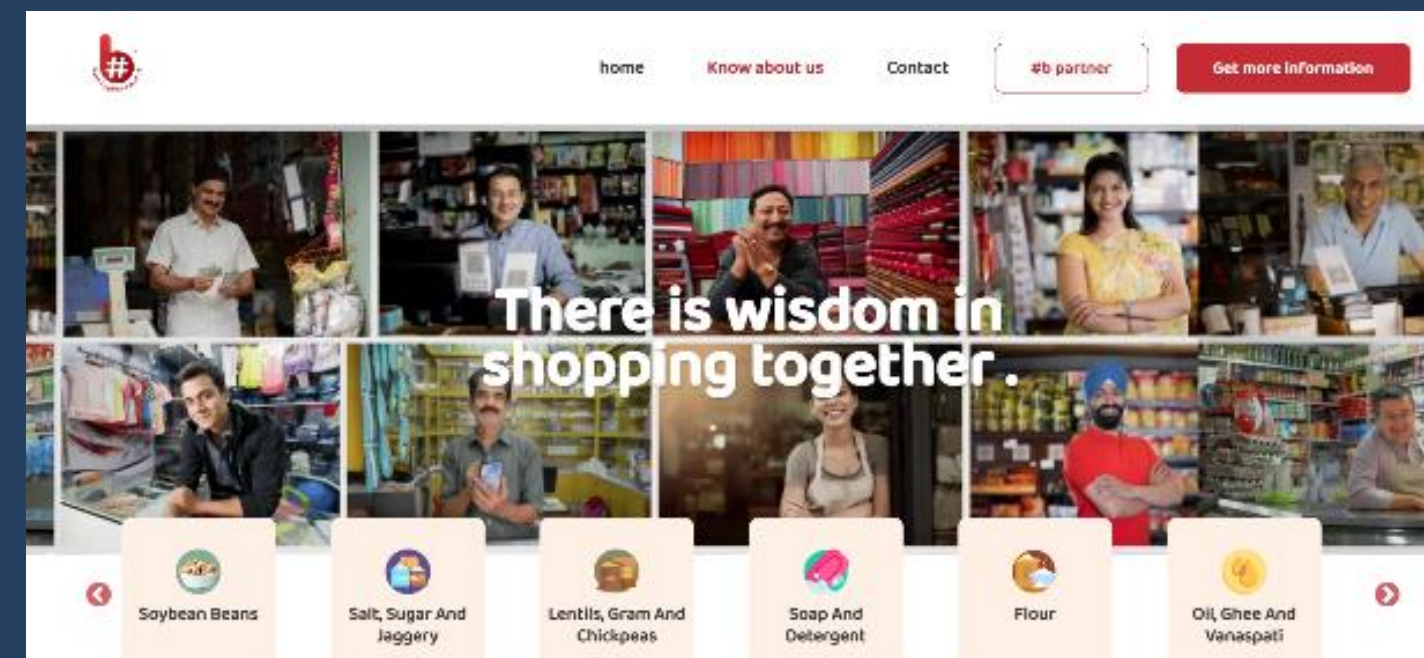 b#
home
Know about us
Contact
#b partner
Get more information
There is wisdom in
shopping together.
Soybean Beans
Salt, Sugar And
Jaggery
Lentils, Gram And
Chickpeas
Soap And
Detergent
Flour
Oil, Ghee And
Vanaspati